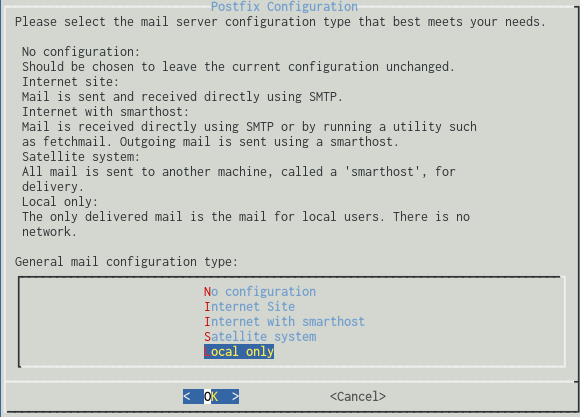 Postfix Configuration
Please select the mail server configuration type that best meets your needs.
No configuration:
Should be chosen to leave the current configuration unchanged.
Internet site:
Mail is sent and received directly using SMTP.
Internet with smarthost:
Mail is received directly using SMTP or by running a utility such
as fetchmail. Outgoing mail is sent using a smarthost.
Satellite system:
All mail is sent to another machine, called a 'smarthost', for
delivery.
Local only:
The only delivered mail is the mail for local users. There is no
network.
General mail configuration type:
No configuration
Internet Site
Internet with smarthost
Satellite system
Local only
< OK > <Cancel>